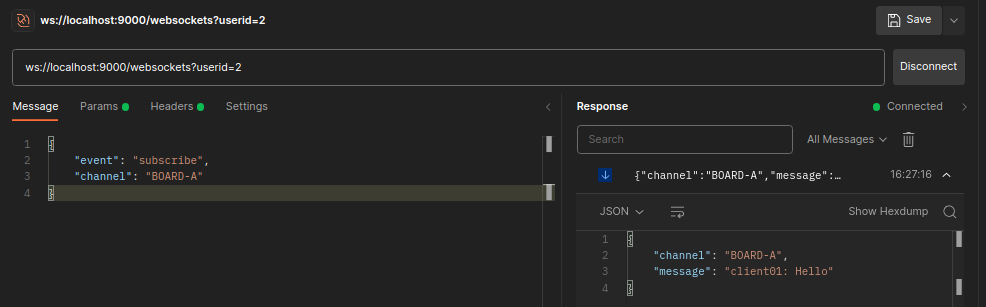 ws://localhost:9000/websockets?userid=2
Save
ws://localhost:9000/websockets?userid=2
Disconnect
Message Params Headers Settings
1 {
2 "event": "subscribe",
3 "channel": "BOARD-A"
4 }
Response Connected
Search All Messages
{"channel":"BOARD-A","message":… 16:27:16
JSON Show Hexdump
1 {
2 "channel": "BOARD-A",
3 "message": "client01: Hello"
4 }